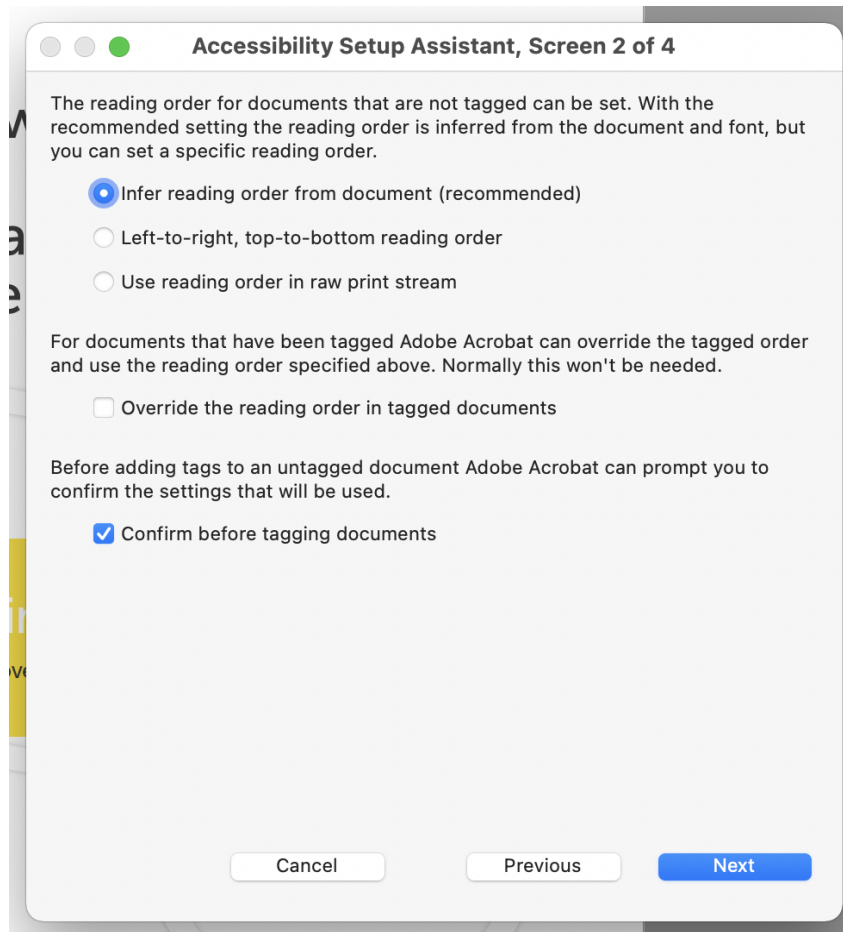 Accessibility Setup Assistant, Screen 2 of 4
The reading order for documents that are not tagged can be set. With the
recommended setting the reading order is inferred from the document and font, but
you can set a specific reading order.
Infer reading order from document (recommended)
Left-to-right, top-to-bottom reading order
Use reading order in raw print stream
For documents that have been tagged Adobe Acrobat can override the tagged order
and use the reading order specified above. Normally this won't be needed.
Override the reading order in tagged documents
Before adding tags to an untagged document Adobe Acrobat can prompt you to
confirm the settings that will be used.
Confirm before tagging documents
Cancel
Previous
Next